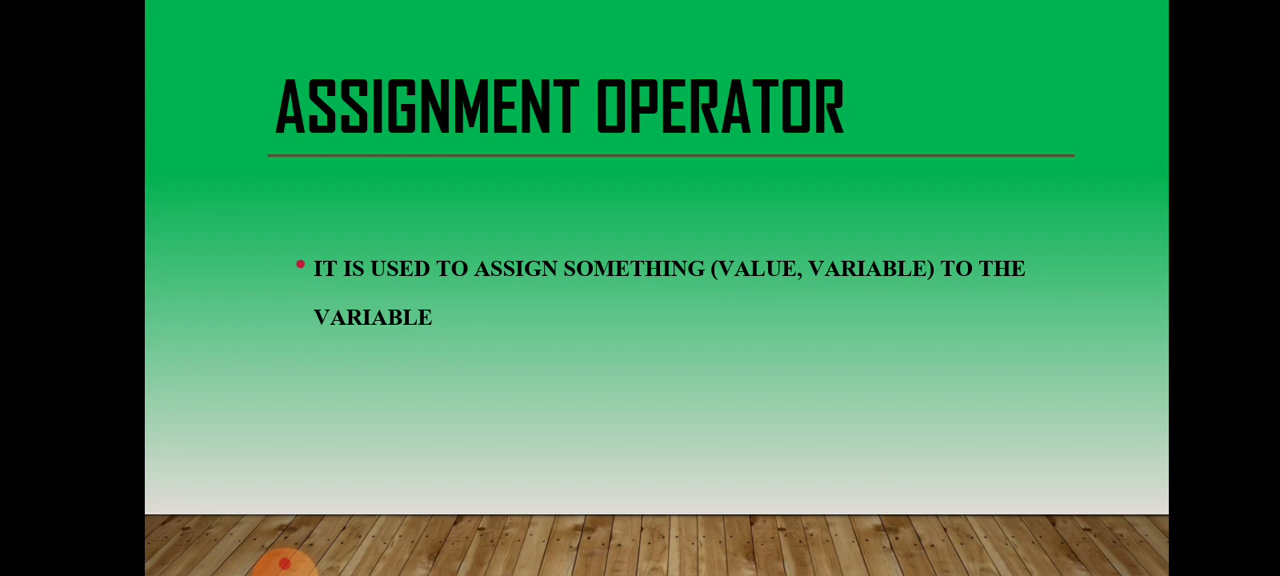 ASSIGNMENT OPERATOR
• IT IS USED TO ASSIGN SOMETHING (VALUE, VARIABLE) TO THE
VARIABLE